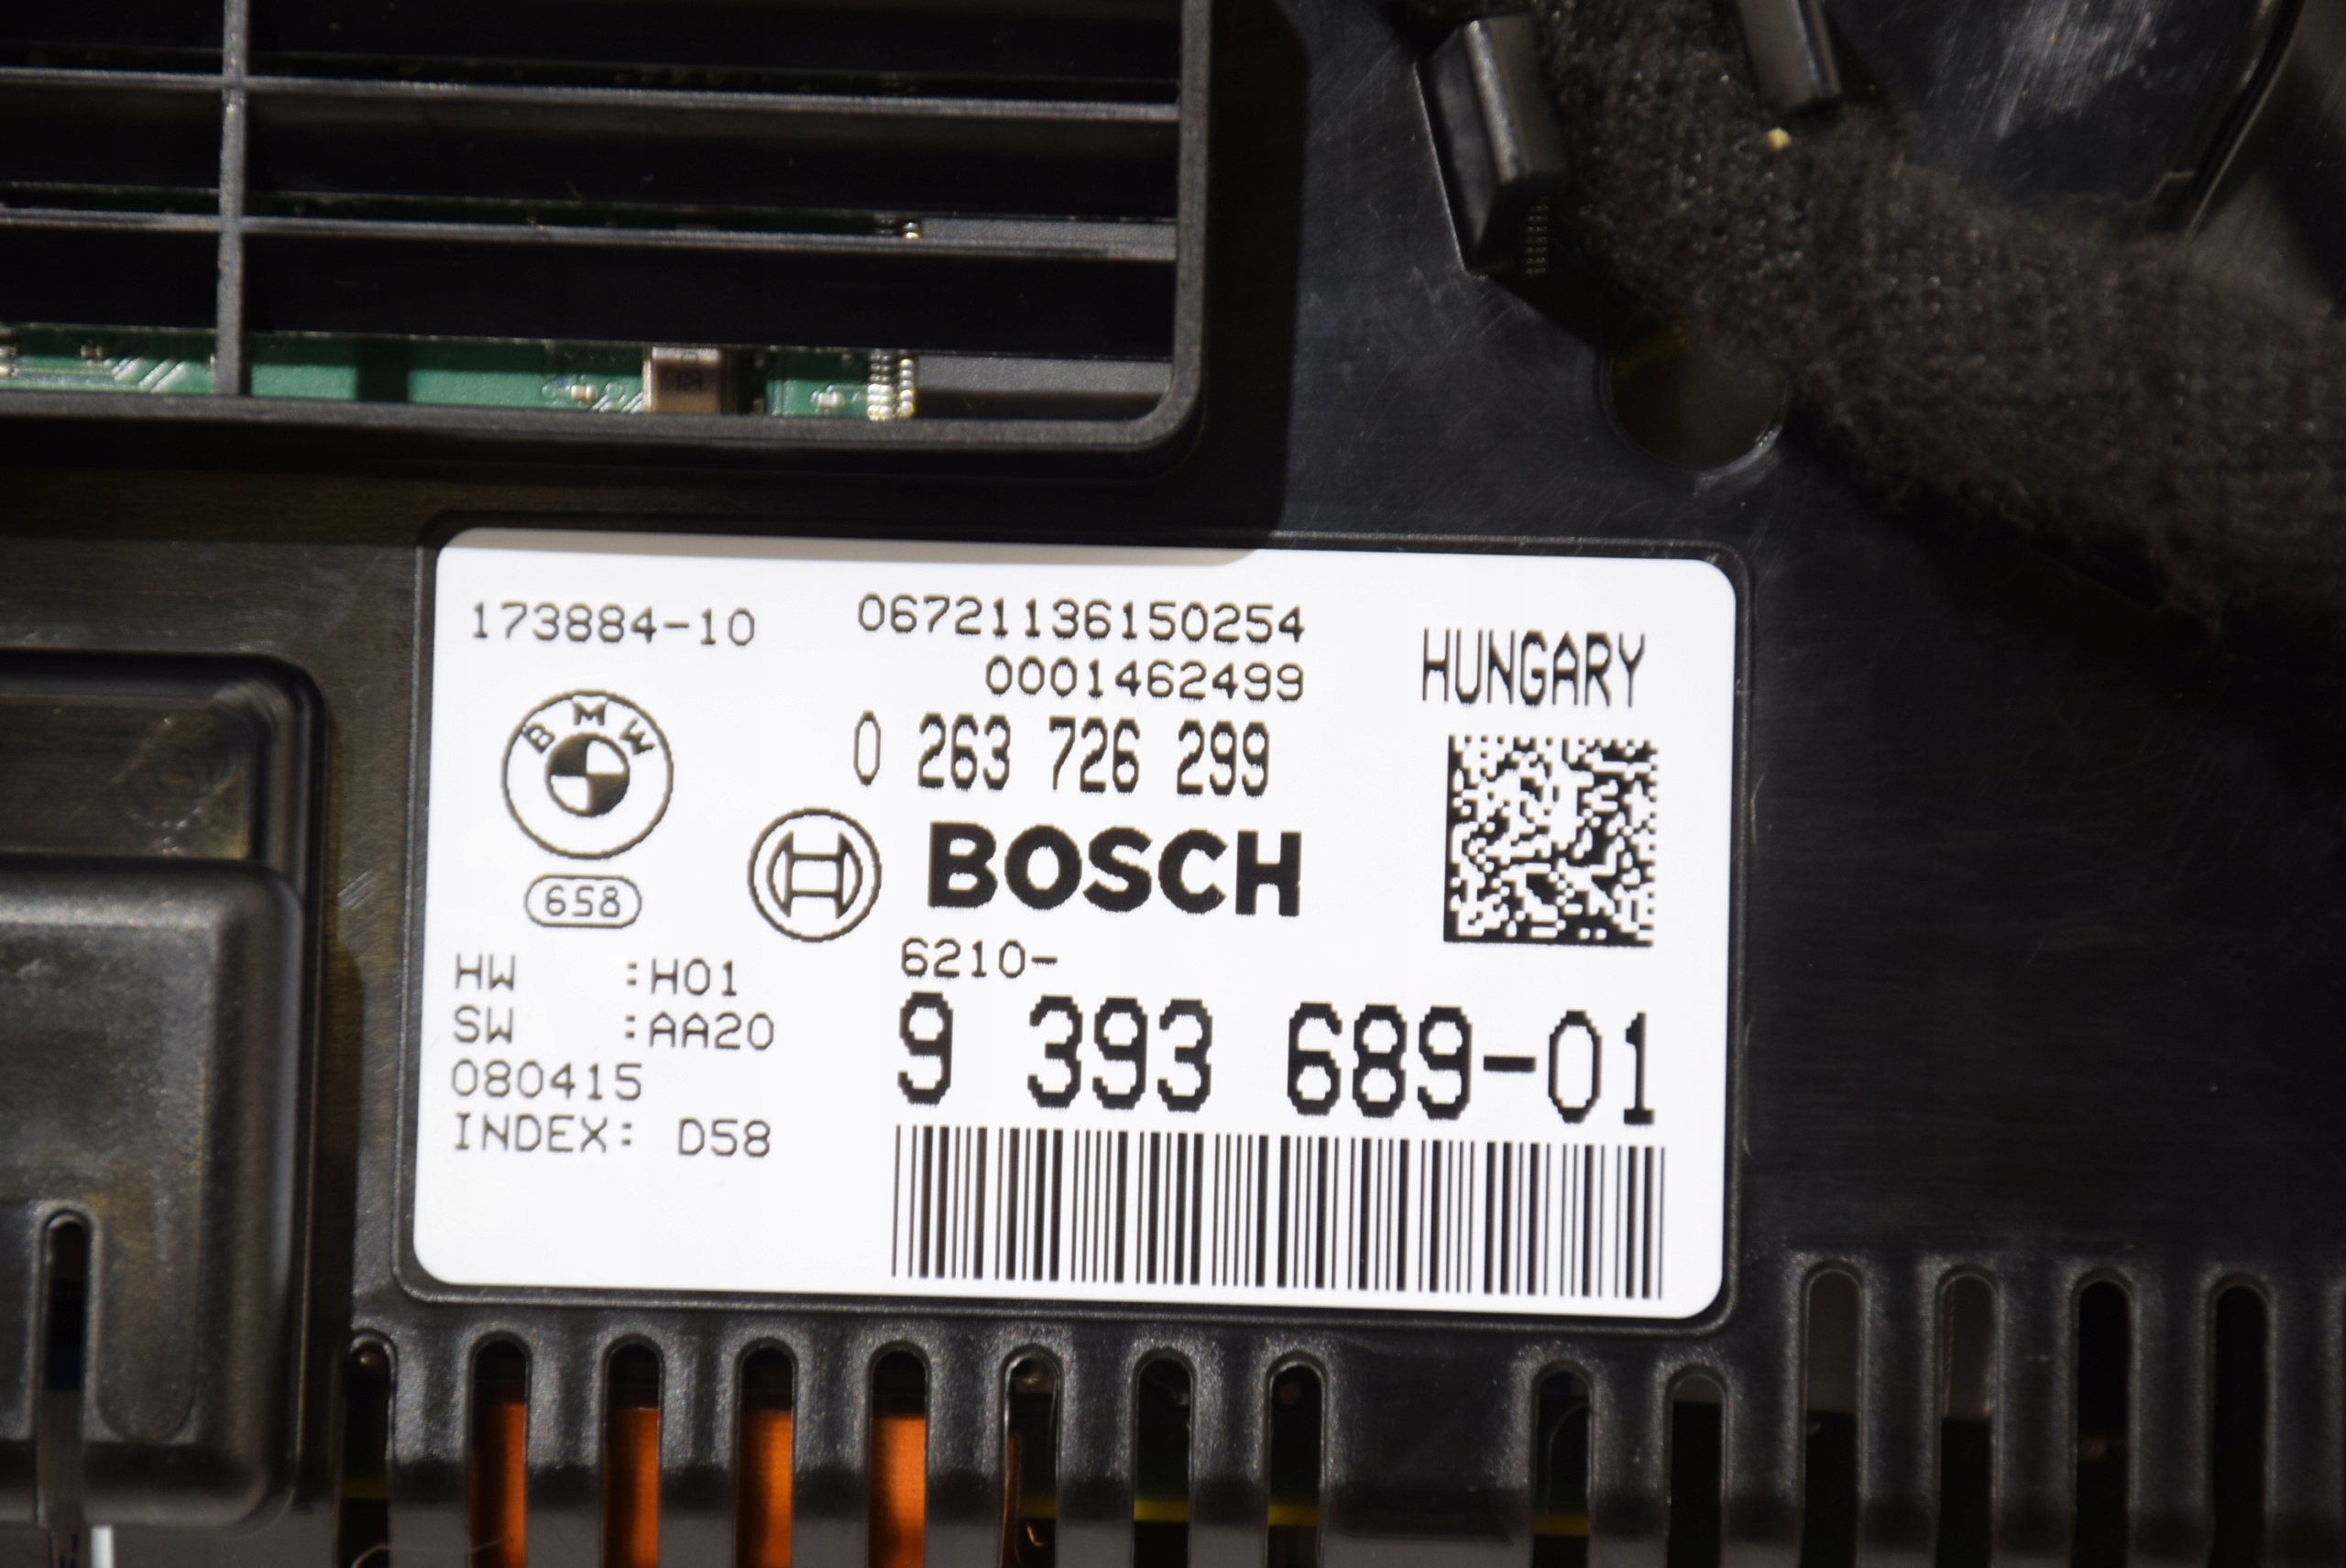 173884-10
06721136150254
0001462499
HUNGARY
0 263 726 299
BMW
658
BOSCH
6210-
9 393 689-01
HW :H01
SW :AA20
080415
INDEX: D58